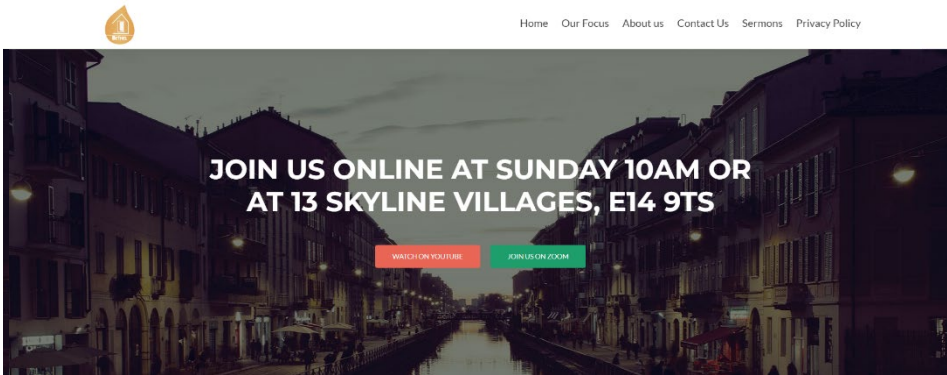 Home Our Focus About us Contact Us Sermons Privacy Policy
JOIN US ONLINE AT SUNDAY 10AM OR
AT 13 SKYLINE VILLAGES, E14 9TS
WATCH ON YOUTUBE JOIN US ON ZOOM